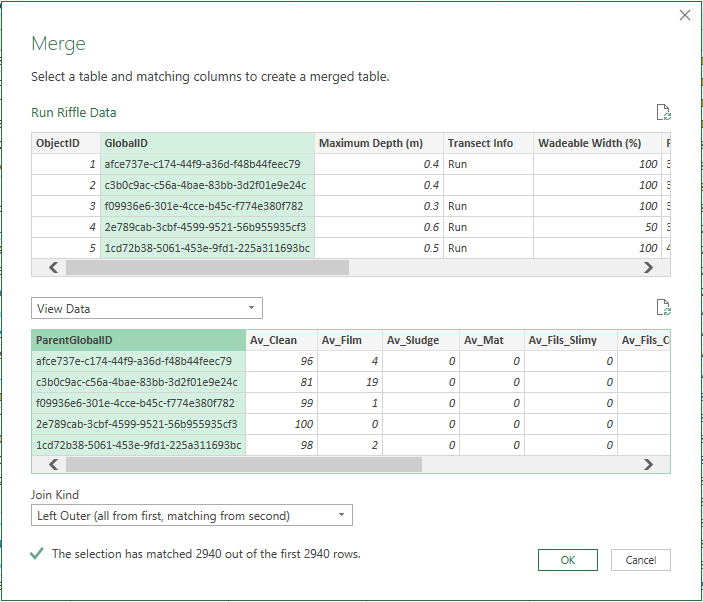 Merge
Select a table and matching columns to create a merged table.
Run Riffle Data
ObjectID GlobalID Maximum Depth (m) Transect Info Wadeable Width (%)
1 afce737e-c174-44f9-a36d-f48b44feec79 0.4 Run 100 3
2 c3b0c9ac-c56a-4bae-83bb-3d2f01e9e24c 0.4 100 3
3 f09936e6-301e-4cce-b45c-f774e380f782 0.3 Run 100 3
4 2e789cab-3cbf-4599-9521-56b955935cf3 0.6 Run 50 3
5 1cd72b38-5061-453e-9fd1-225a311693bc 0.5 Run 100 4
View Data
ParentGlobalID Av_Clean Av_Film Av_Sludge Av_Mat Av_Fils_Slimy Av_Fils_C
afce737e-c174-44f9-a36d-f48b44feec79 96 4 0 0 0
c3b0c9ac-c56a-4bae-83bb-3d2f01e9e24c 81 19 0 0 0
f09936e6-301e-4cce-b45c-f774e380f782 99 1 0 0 0
2e789cab-3cbf-4599-9521-56b955935cf3 100 0 0 0 0
1cd72b38-5061-453e-9fd1-225a311693bc 98 2 0 0 0
Join Kind
Left Outer (all from first, matching from second)
The selection has matched 2940 out of the first 2940 rows.
OK Cancel